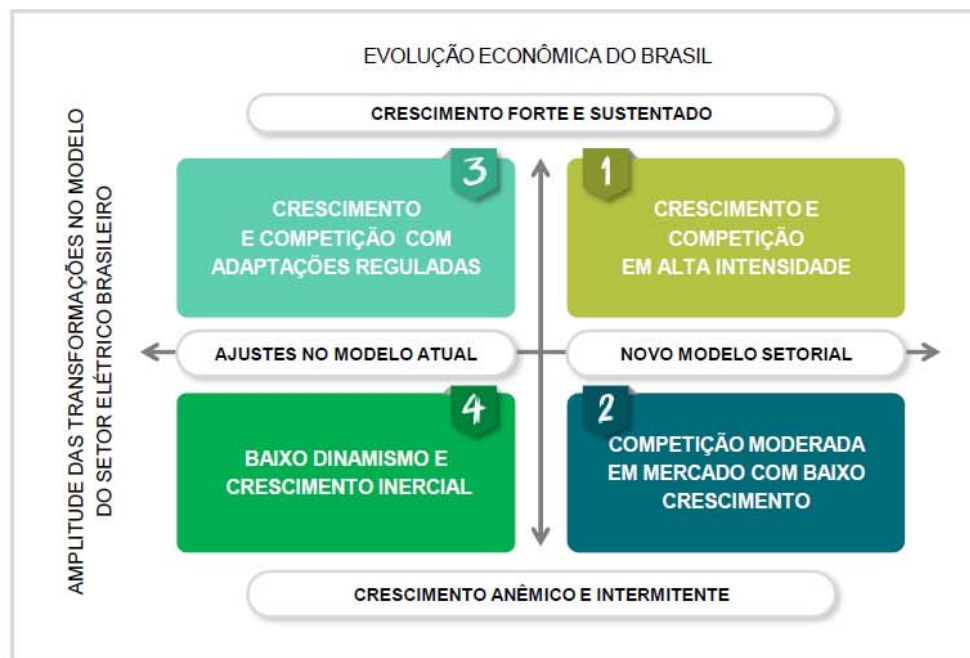 EVOLUÇÃO ECONÔMICA DO BRASIL
AMPLITUDE DAS TRANSFORMAÇÕES NO MODELO
DO SETOR ELÉTRICO BRASILEIRO
CRESCIMENTO FORTE E SUSTENTADO
3
CRESCIMENTO
E COMPETIÇÃO COM
ADAPTAÇÕES REGULADAS
1
CRESCIMENTO E
COMPETIÇÃO
EM ALTA INTENSIDADE
AJUSTES NO MODELO ATUAL
NOVO MODELO SETORIAL
4
BAIXO DINAMISMO E
CRESCIMENTO INERCIAL
2
COMPETIÇÃO MODERADA
EM MERCADO COM BAIXO
CRESCIMENTO
CRESCIMENTO ANÊMICO E INTERMITENTE